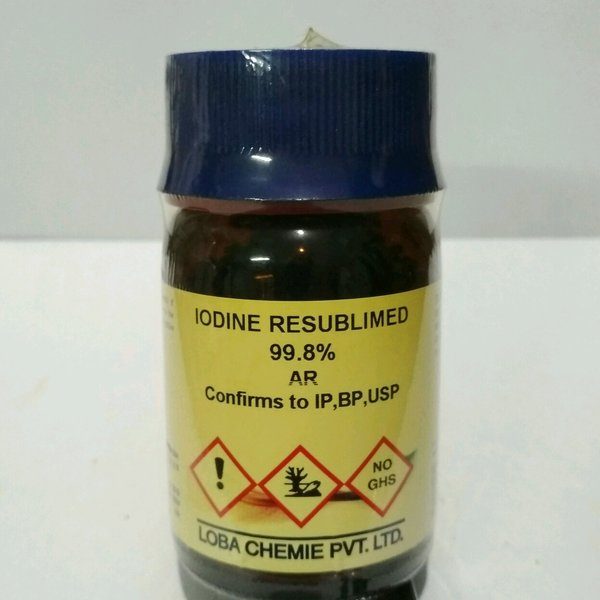 IODINE RESUBLIMED
99.8%
AR
Confirms to IP,BP,USP
NO
GHS
LOBA CHEMIE PVT. LTD.